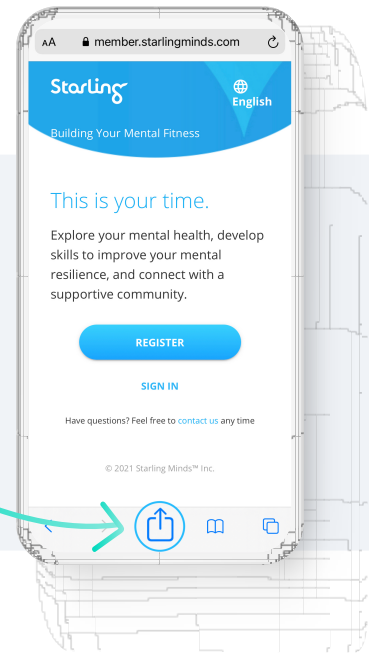 AA member.starlingminds.com
Starling
English
Building Your Mental Fitness
This is your time.
Explore your mental health, develop
skills to improve your mental
resilience, and connect with a
supportive community.
REGISTER
SIGN IN
Have questions? Feel free to contact us any time
© 2021 Starling Minds™ Inc.